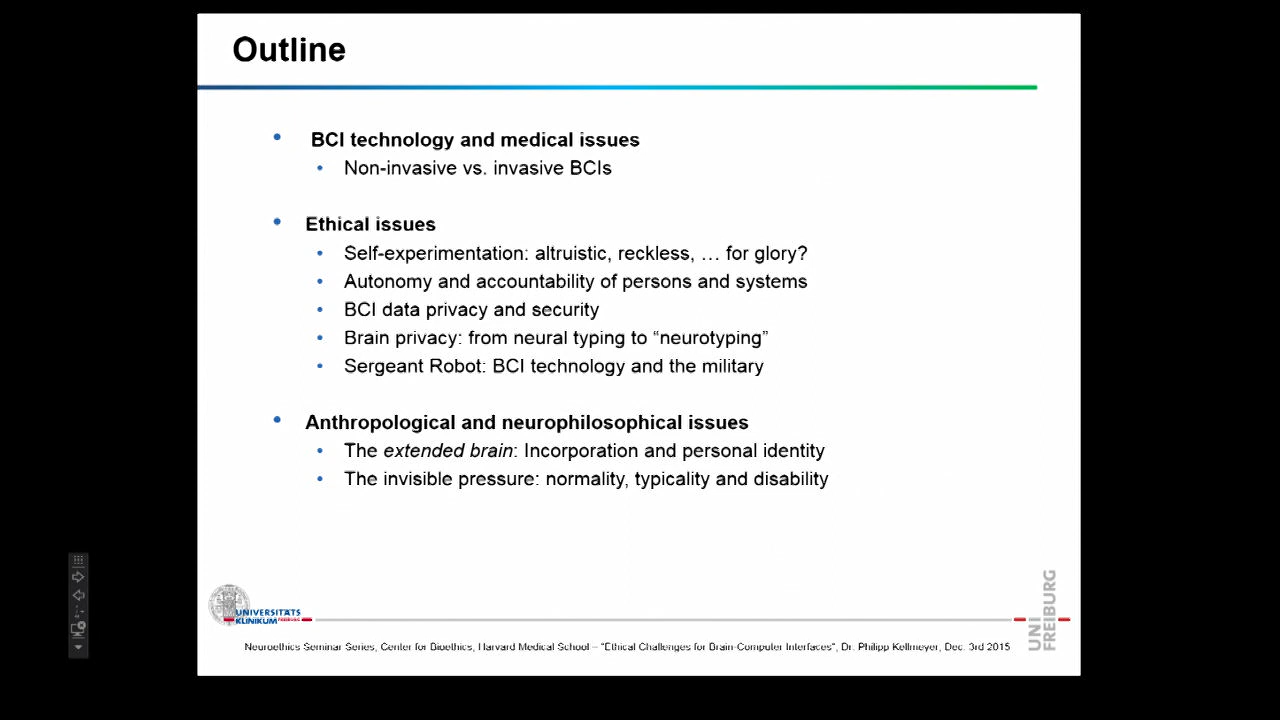 Outline
• BCI technology and medical issues
• Non-invasive vs. invasive BCIs
• Ethical issues
• Self-experimentation: altruistic, reckless, … for glory?
• Autonomy and accountability of persons and systems
• BCI data privacy and security
• Brain privacy: from neural typing to “neurotyping”
• Sergeant Robot: BCI technology and the military
• Anthropological and neurophilosophical issues
• The extended brain: Incorporation and personal identity
• The invisible pressure: normality, typicality and disability
UNIVERSITÄTS
KLINIKUM FREIBURG
UNI
FREIBURG
Neuroethics Seminar Series, Center for Bioethics, Harvard Medical School – “Ethical Challenges for Brain-Computer Interfaces”, Dr. Philipp Kellmeyer, Dec. 3rd 2015